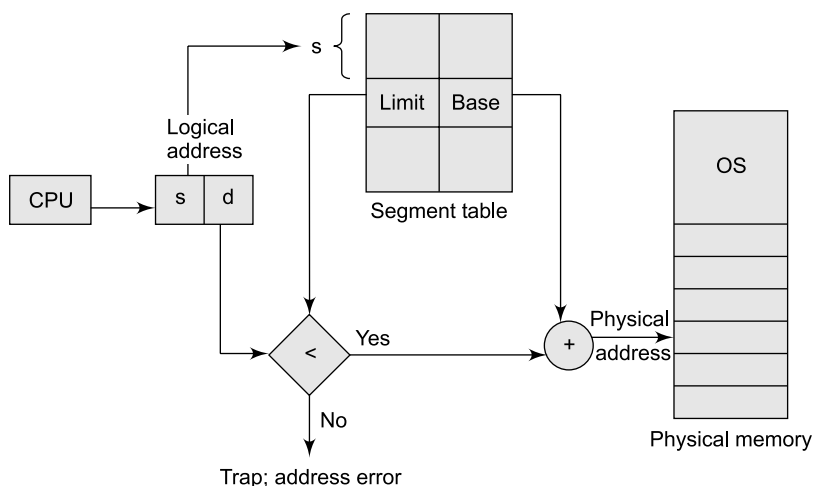 s
Limit Base
Logical
address
OS
CPU
s d
Segment table
Physical
address
Yes
<
+
No
Physical memory
Trap; address error